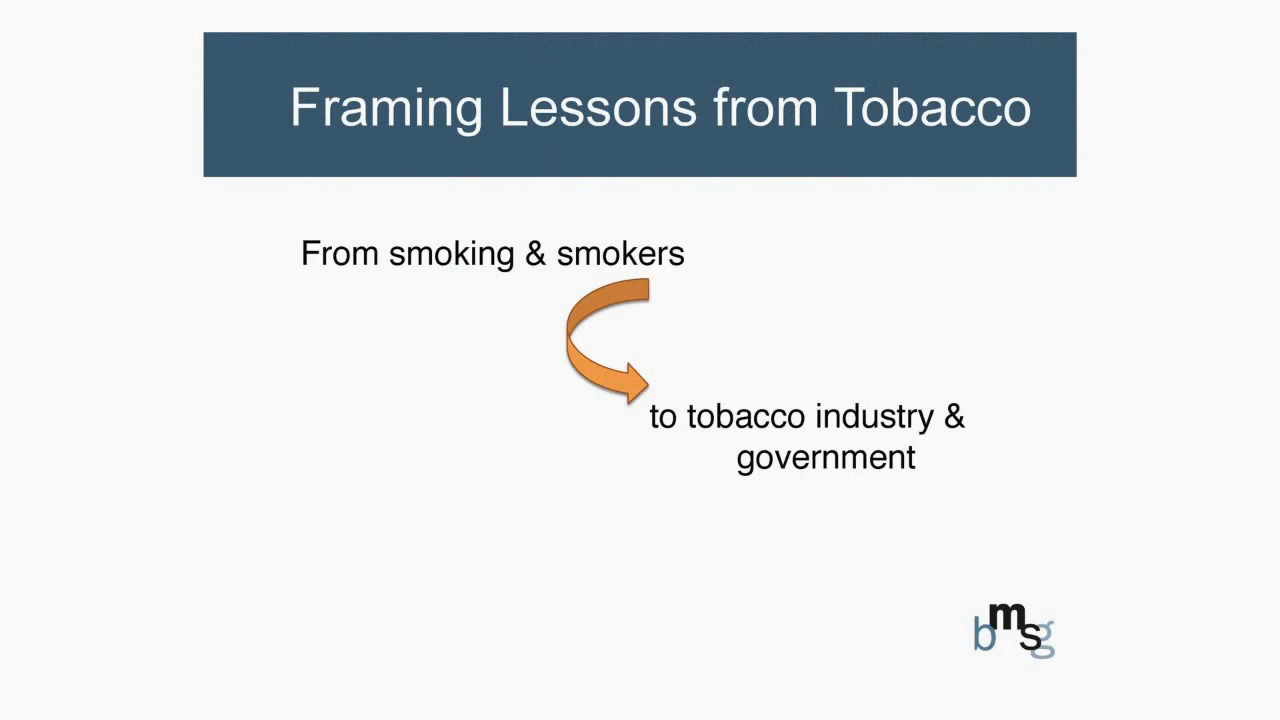 Framing Lessons from Tobacco
From smoking & smokers
to tobacco industry &
government
bmsg